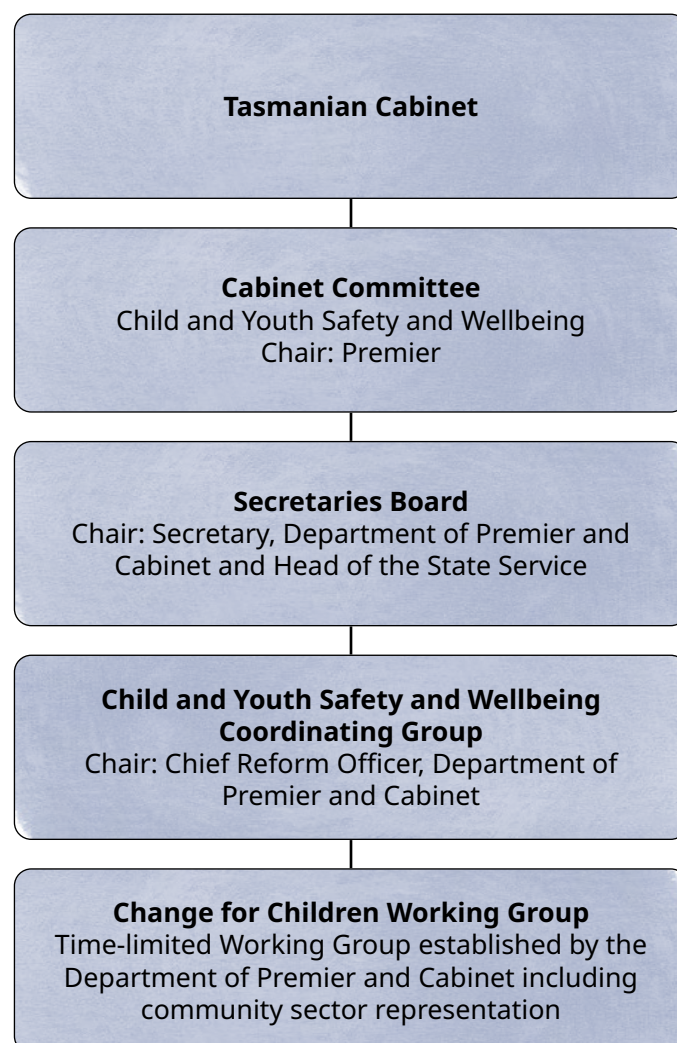 Tasmanian Cabinet
Cabinet Committee
Child and Youth Safety and Wellbeing
Chair: Premier
Secretaries Board
Chair: Secretary, Department of Premier and
Cabinet and Head of the State Service
Child and Youth Safety and Wellbeing
Coordinating Group
Chair: Chief Reform Officer, Department of
Premier and Cabinet
Change for Children Working Group
Time-limited Working Group established by the
Department of Premier and Cabinet including
community sector representation